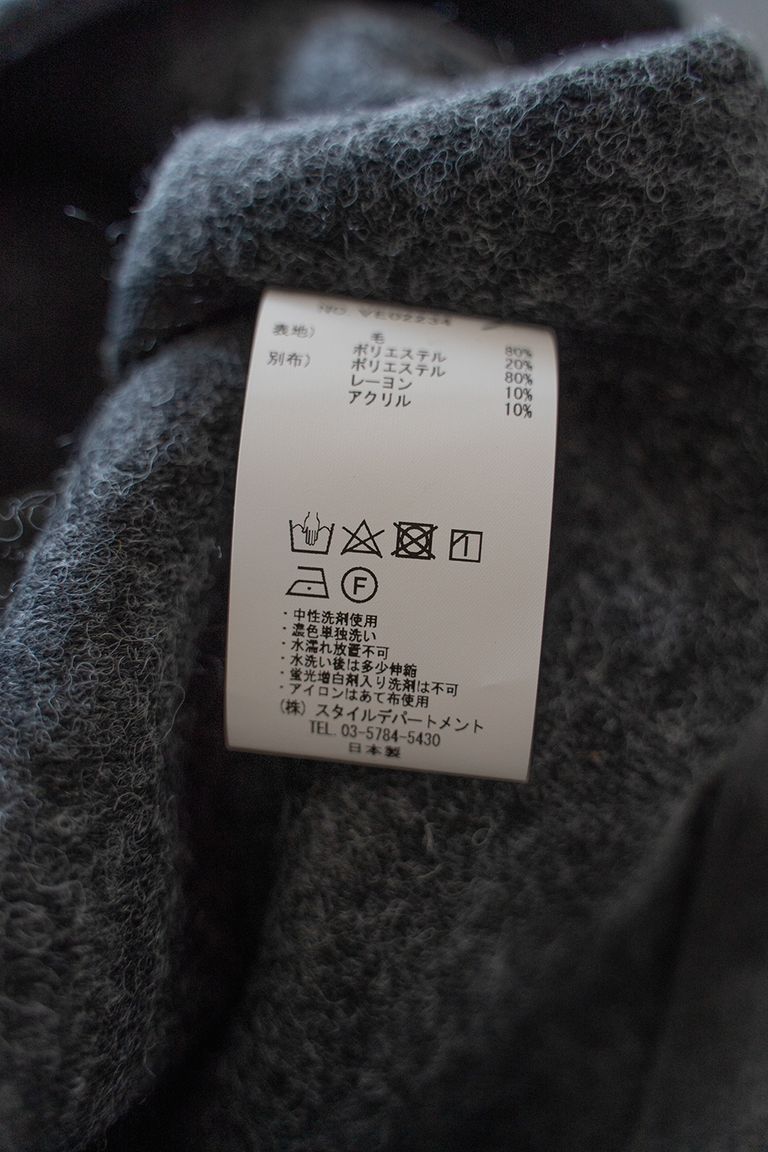 NO. VE02234
表地) 毛 80%
ポリエステル 20%
別布) ポリエステル 80%
レーヨン 10%
アクリル 10%
F
・中性洗剤使用
・濃色単独洗い
・水濡れ放置不可
・水洗い後は多少伸縮
・蛍光増白剤入り洗剤は不可
・アイロンはあて布使用
(株) スタイルデパートメント
TEL. 03-5784-5430
日本製